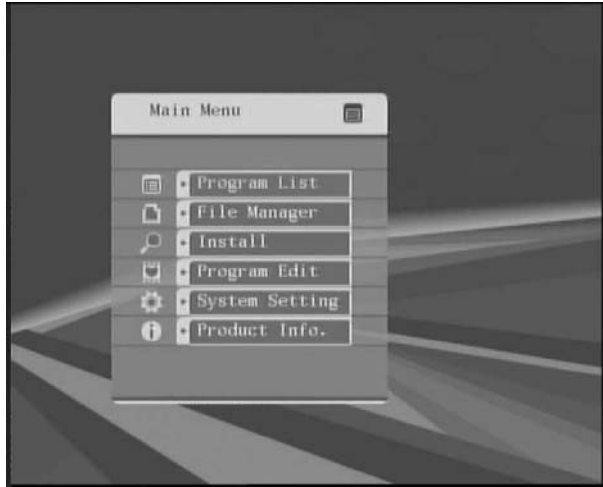 Main Menu
Program List
File Manager
Install
Program Edit
System Setting
Product Info.